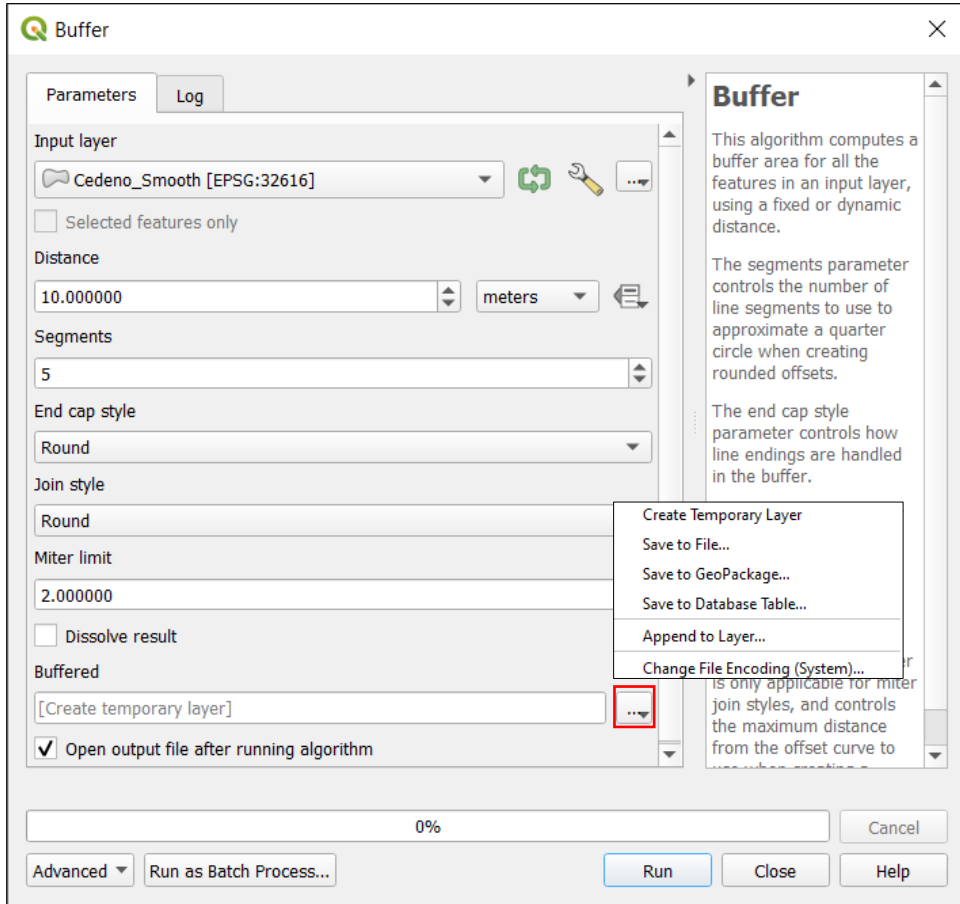 Buffer
Parameters
Log
Input layer
Cedeno_Smooth [EPSG:32616]
...
Selected features only
Distance
10.000000
meters
Segments
5
End cap style
Round
Join style
Round
Miter limit
2.000000
Dissolve result
Buffered
[Create temporary layer]
...
Open output file after running algorithm
Create Temporary Layer
Save to File...
Save to GeoPackage...
Save to Database Table...
Append to Layer...
Change File Encoding (System)...
Buffer
This algorithm computes a
buffer area for all the
features in an input layer,
using a fixed or dynamic
distance.
The segments parameter
controls the number of
line segments to use to
approximate a quarter
circle when creating
rounded offsets.
The end cap style
parameter controls how
line endings are handled
in the buffer.
is only applicable for miter
join styles, and controls
the maximum distance
from the offset curve to
0%
Cancel
Advanced
Run as Batch Process...
Run
Close
Help